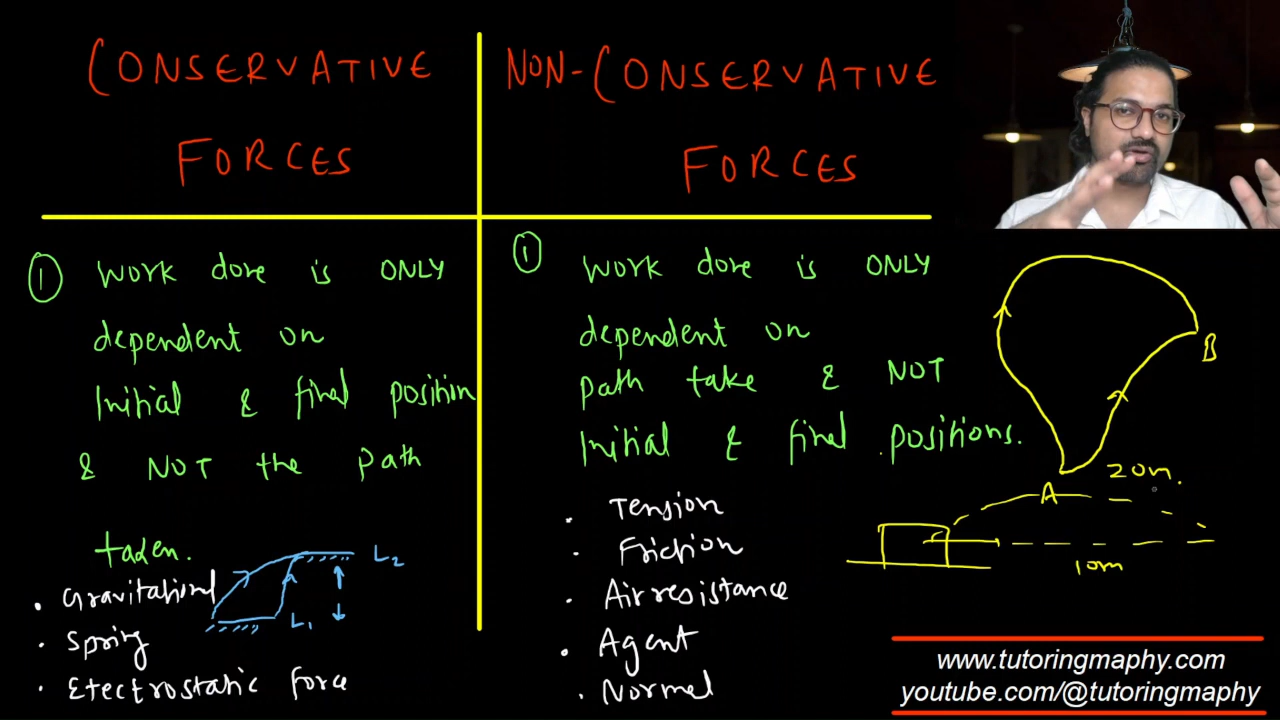 CONSERVATIVE
FORCES
① WORK done is ONLY
dependent on
Initial & final position
& NOT the path
taden.
• Gravitational
• Spring
• Electrostatic force
L₂
L₁
NON-CONSERVATIVE
FORCES
① WORK done is ONLY
dependent on
path take & NOT
Initial & final positions.
• Tension
• Friction
• Air resistance
• Agent
• Normal
B
A
20m.
10m
www.tutoringmaphy.com
youtube.com/@tutoringmaphy